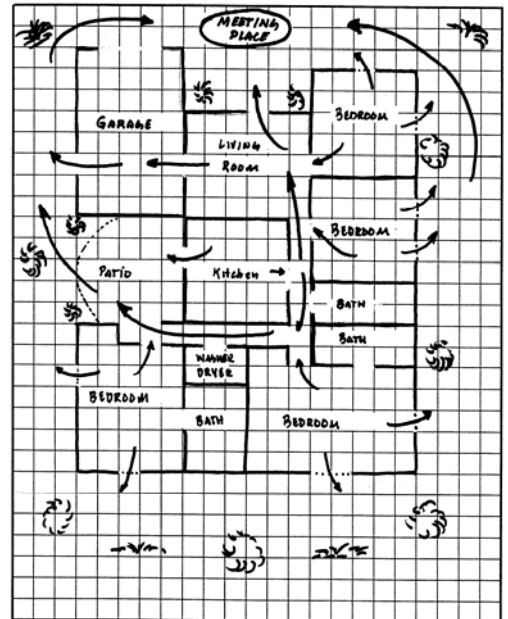 MEETING
PLACE
GARAGE
BEDROOM
LIVING
ROOM
BEDROOM
PATIO
KitcheN
BATH
BATH
WASHER
DRYER
BEDROOM
BATH
BEDROOM